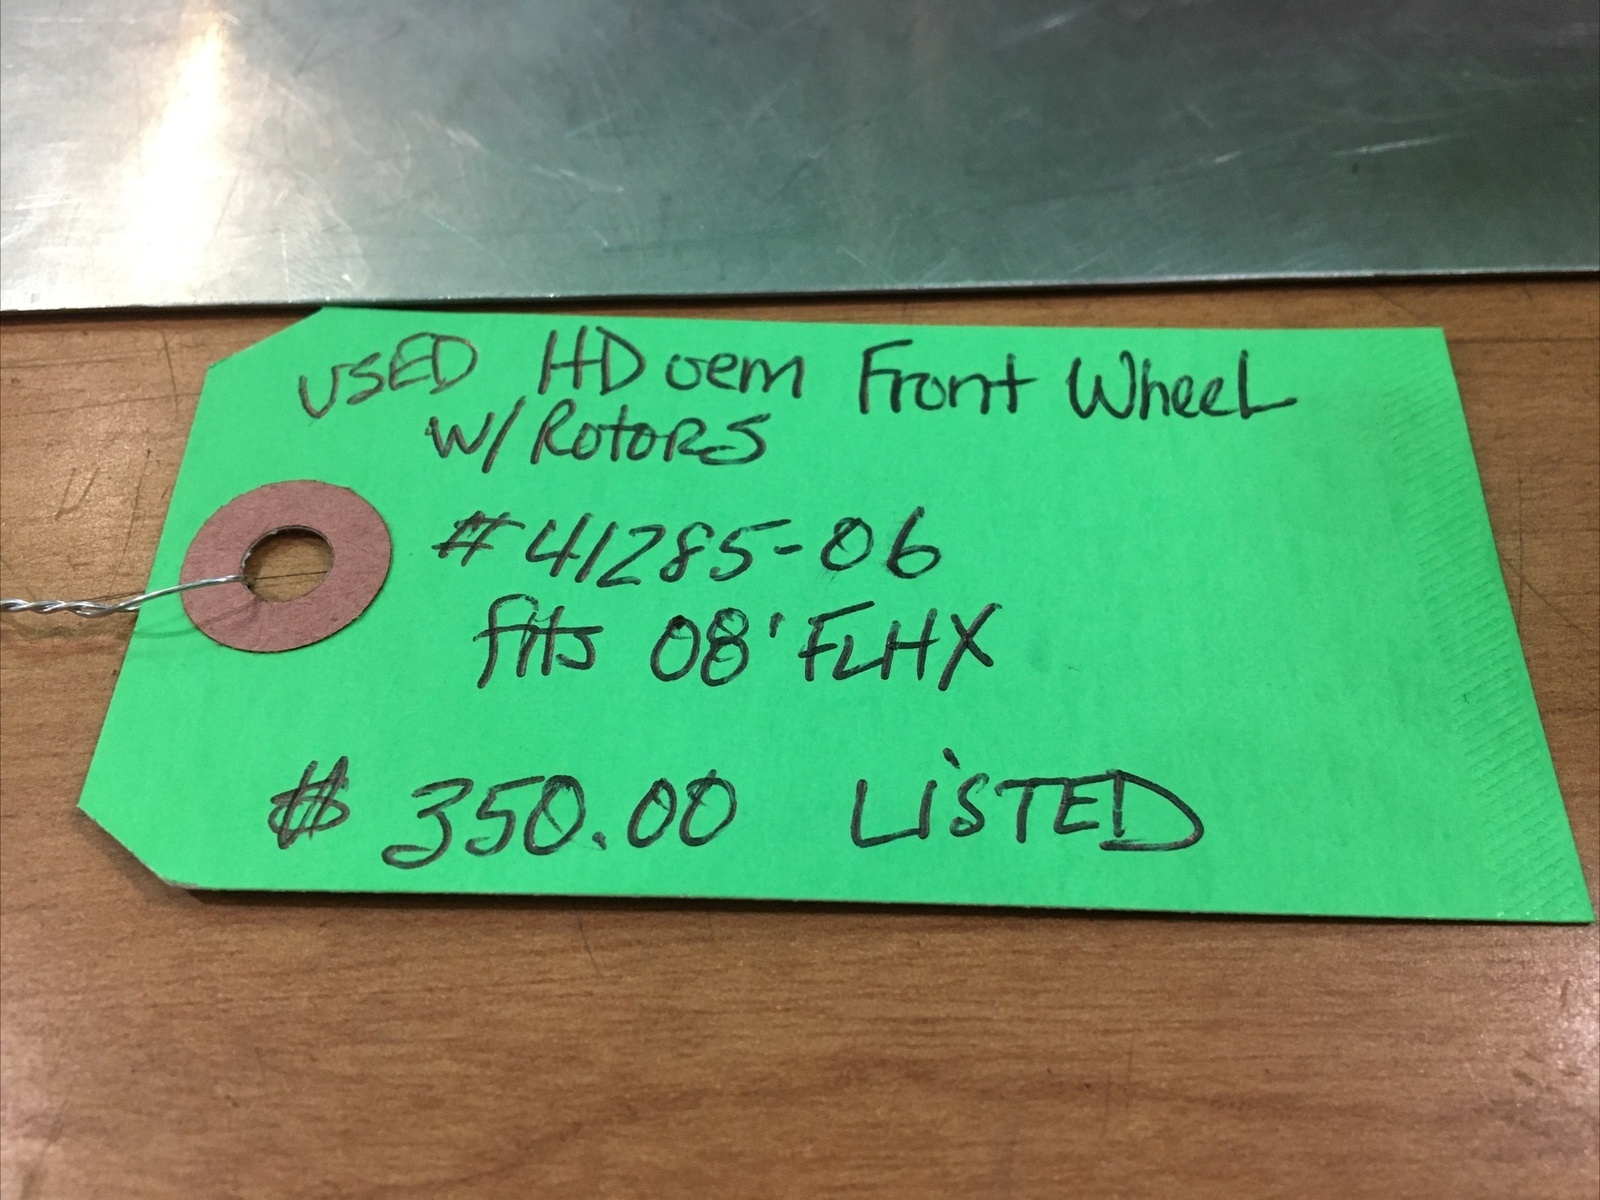 USED HD oem Front Wheel
W/ Rotors
#41285-06
fits 08' FLHX
$ 350.00 LiSTED